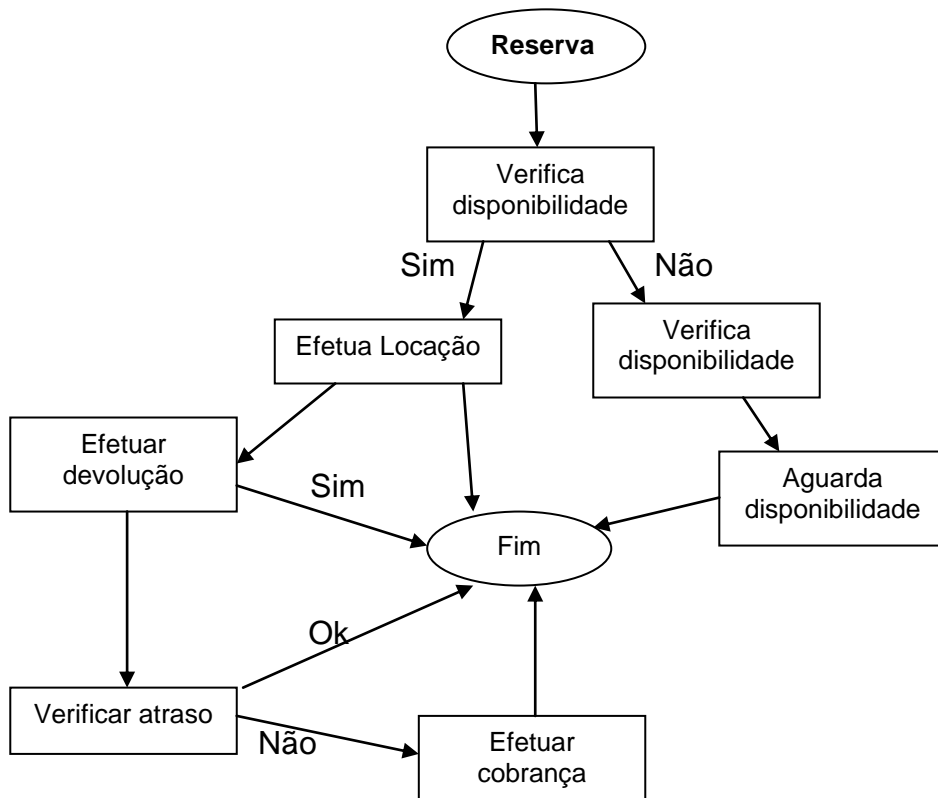 Reserva
Verifica
disponibilidade
Sim
Não
Efetua Locação
Verifica
disponibilidade
Efetuar
devolução
Sim
Aguarda
disponibilidade
Fim
Ok
Verificar atraso
Não
Efetuar
cobrança